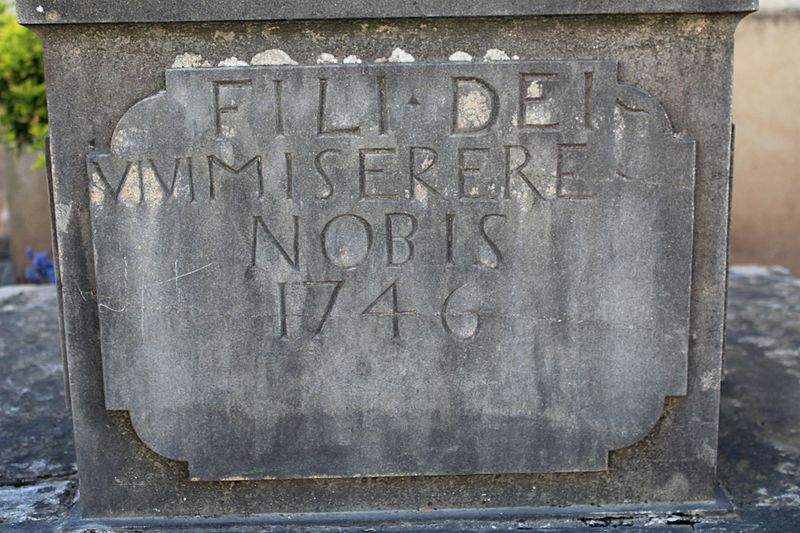 FILI · DEI
VIVI MISERERE
NOBIS
1746